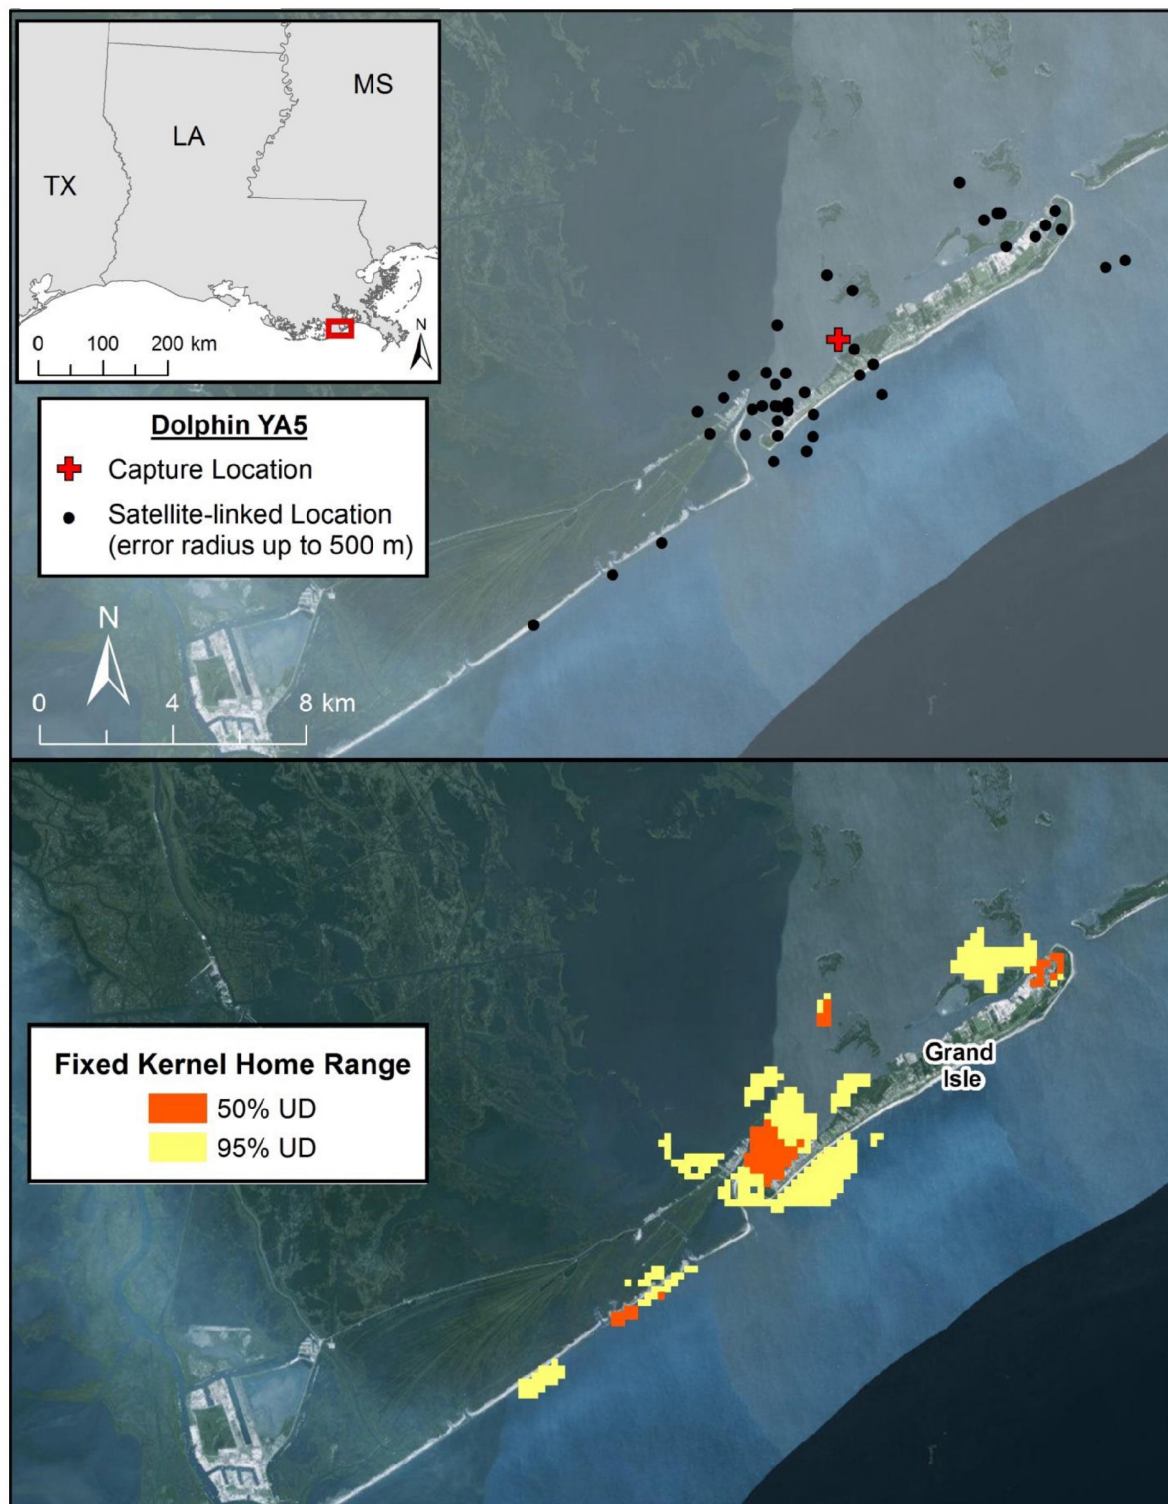 MS
LA
TX
N
0 100 200 km
Dolphin YA5
Capture Location
Satellite-linked Location
(error radius up to 500 m)
N
0 4 8 km
Grand
Isle
Fixed Kernel Home Range
50% UD
95% UD